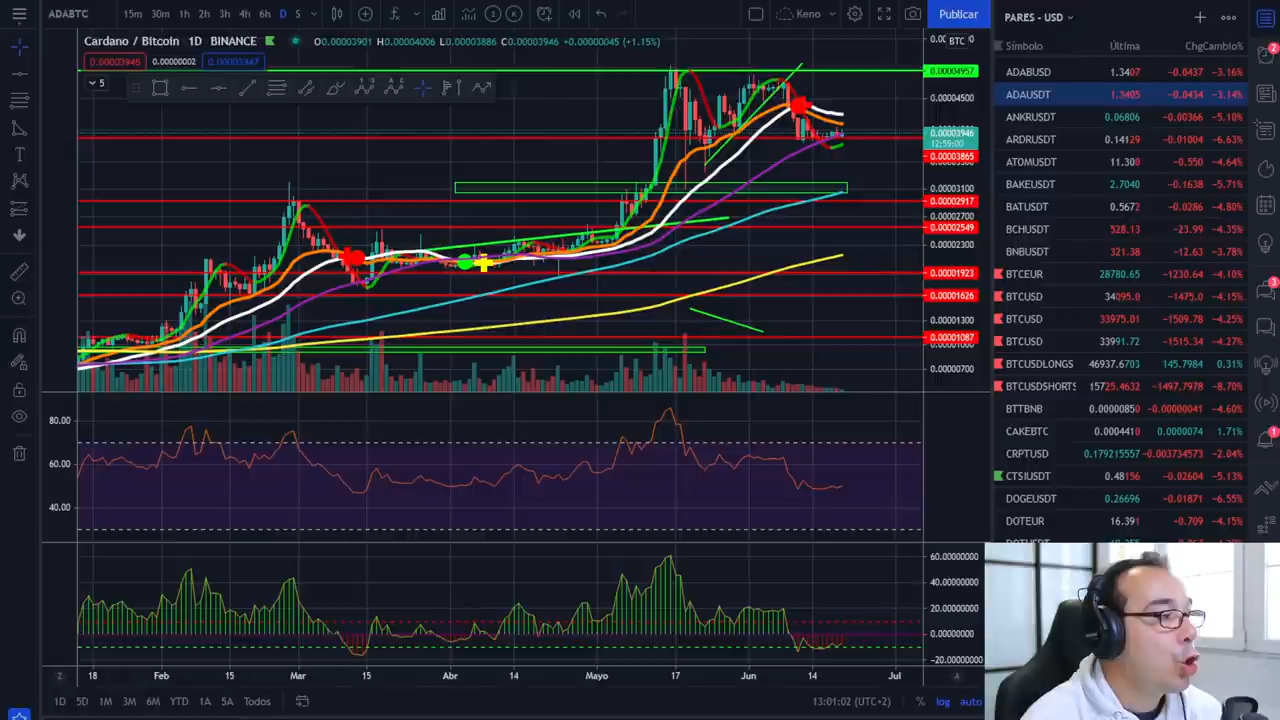 ADABTC 15m 30m 1h 2h 3h 4h 6h D S Keno Publicar PARES - USD
Cardano / Bitcoin 1D BINANCE O0.00003901 H0.00004006 L0.00003886 C0.00003946 +0.00000045 (+1.15%) BTC
0.00003945 0.00000002 0.00003947
5
Símbolo Última Chg Cambio%
ADABUSD 1.3407 -0.0437 -3.16%
ADAUSDT 1.3405 -0.0434 -3.14%
ANKRUSDT 0.06806 -0.00366 -5.10%
ARDRUSDT 0.14129 -0.01004 -6.63%
ATOMUSDT 11.300 -0.550 -4.64%
BAKEUSDT 2.7040 -0.1638 -5.71%
BATUSDT 0.5672 -0.0286 -4.80%
BCHUSDT 528.13 -23.99 -4.35%
BNBUSDT 321.38 -12.63 -3.78%
BTCEUR 28780.65 -1230.64 -4.10%
BTCUSD 34095.0 -1475.0 -4.15%
BTCUSD 33975.01 -1509.78 -4.25%
BTCUSD 33991.72 -1515.34 -4.27%
BTCUSDLONGS 46937.6703 145.7984 0.31%
BTCUSDSHORTS 15725.4632 -1497.7978 -8.70%
BTTBNB 0.00000850 -0.00000041 -4.60%
CAKEBTC 0.0004410 0.0000074 1.71%
CRPTUSD 0.179215557 -0.003734573 -2.04%
CTSIUSDT 0.48156 -0.02604 -5.13%
DOGEUSDT 0.26696 -0.01871 -6.55%
DOTEUR 16.391 -0.709 -4.15%
0.00004957
0.00004500
0.00003946
12:59:00
0.00003865
0.00003100
0.00002917
0.00002700
0.00002549
0.00002300
0.00001923
0.00001626
0.00001300
0.00001087
0.00000700
80.00
60.00
40.00
60.00000000
40.00000000
20.00000000
0.00000000
-20.00000000
Z 18 Feb 15 Mar 15 Abr 14 Mayo 17 Jun 14 Jul A
1D 5D 1M 3M 6M YTD 1A 5A Todos 13:01:02 (UTC+2) % log auto